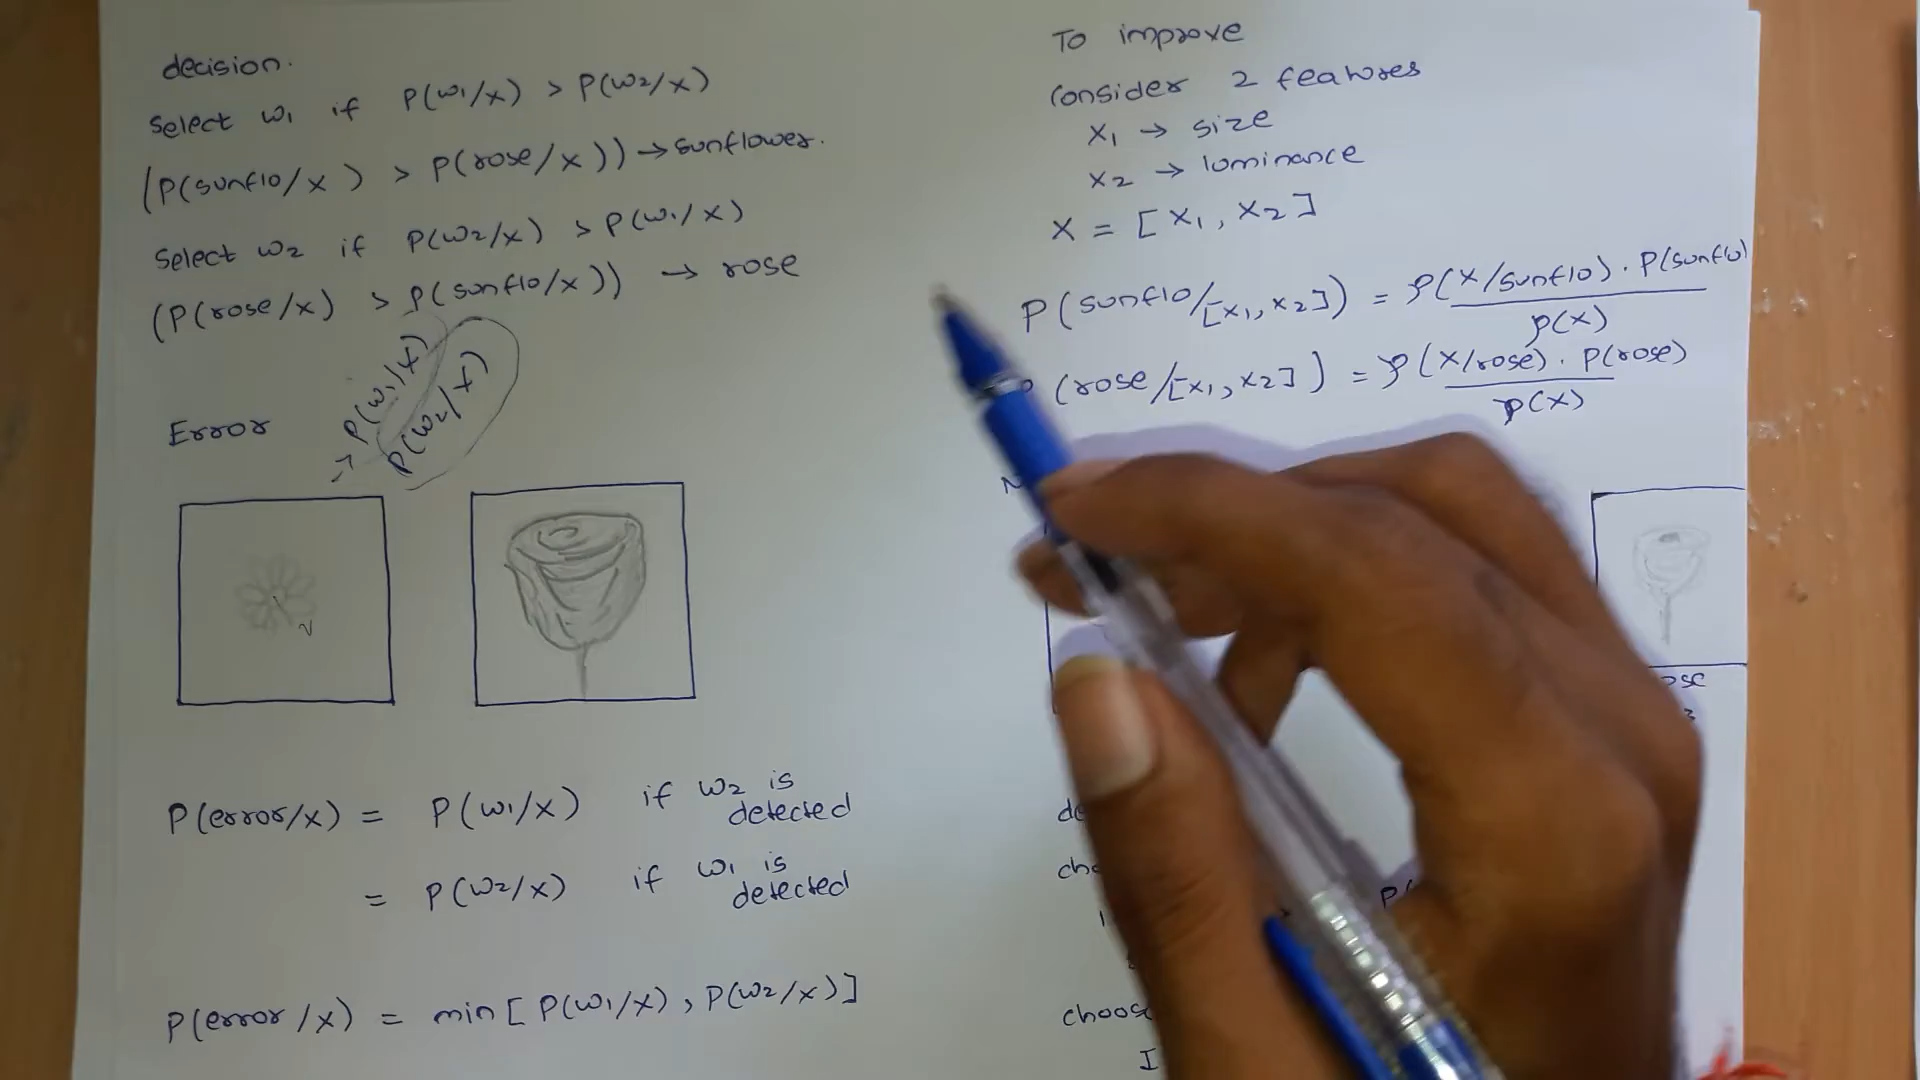 decision.
Select ω1 if P(ω1/x) > P(ω2/x)
(P(sunflo/x) > P(rose/x)) → sunflower.
Select ω2 if P(ω2/x) > P(ω1/x)
(P(rose/x) > P(sunflo/x)) → rose
→ P(ω1/x)
P(ω2/x)
Error
P(error/x) = P(ω1/x) if ω2 is
detected
= P(ω2/x) if ω1 is
detected
P(error/x) = min[P(ω1/x), P(ω2/x)]
To improve
Consider 2 features
x1 → size
x2 → luminance
X = [x1, x2]
P(sunflo/[x1, x2]) = P(X/sunflo) . P(sunflo)
p(X)
(rose/[x1, x2]) = P(X/rose) . P(rose)
p(X)
I